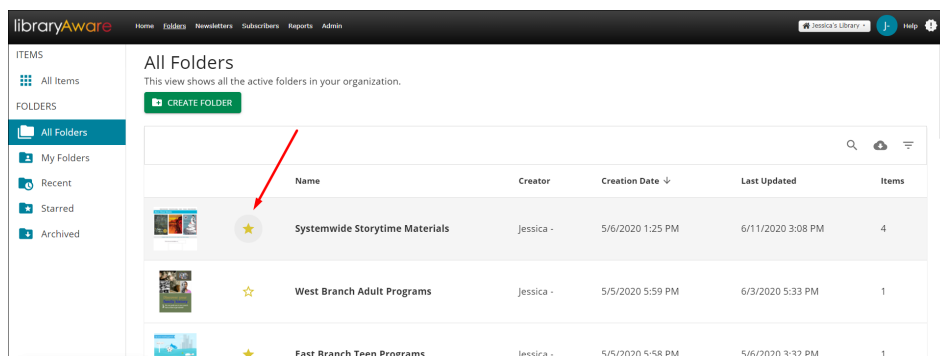 libraryAware Home Folders Newsletters Subscribers Reports Admin Jessica's Library J- Help
ITEMS
All Items
FOLDERS
All Folders
My Folders
Recent
Starred
Archived
All Folders
This view shows all the active folders in your organization.
CREATE FOLDER
Name Creator Creation Date Last Updated Items
Systemwide Storytime Materials Jessica - 5/6/2020 1:25 PM 6/11/2020 3:08 PM 4
West Branch Adult Programs Jessica - 5/5/2020 5:59 PM 6/3/2020 5:33 PM 1
East Branch Teen Programs Jessica - 5/5/2020 5:58 PM 5/6/2020 3:32 PM 1